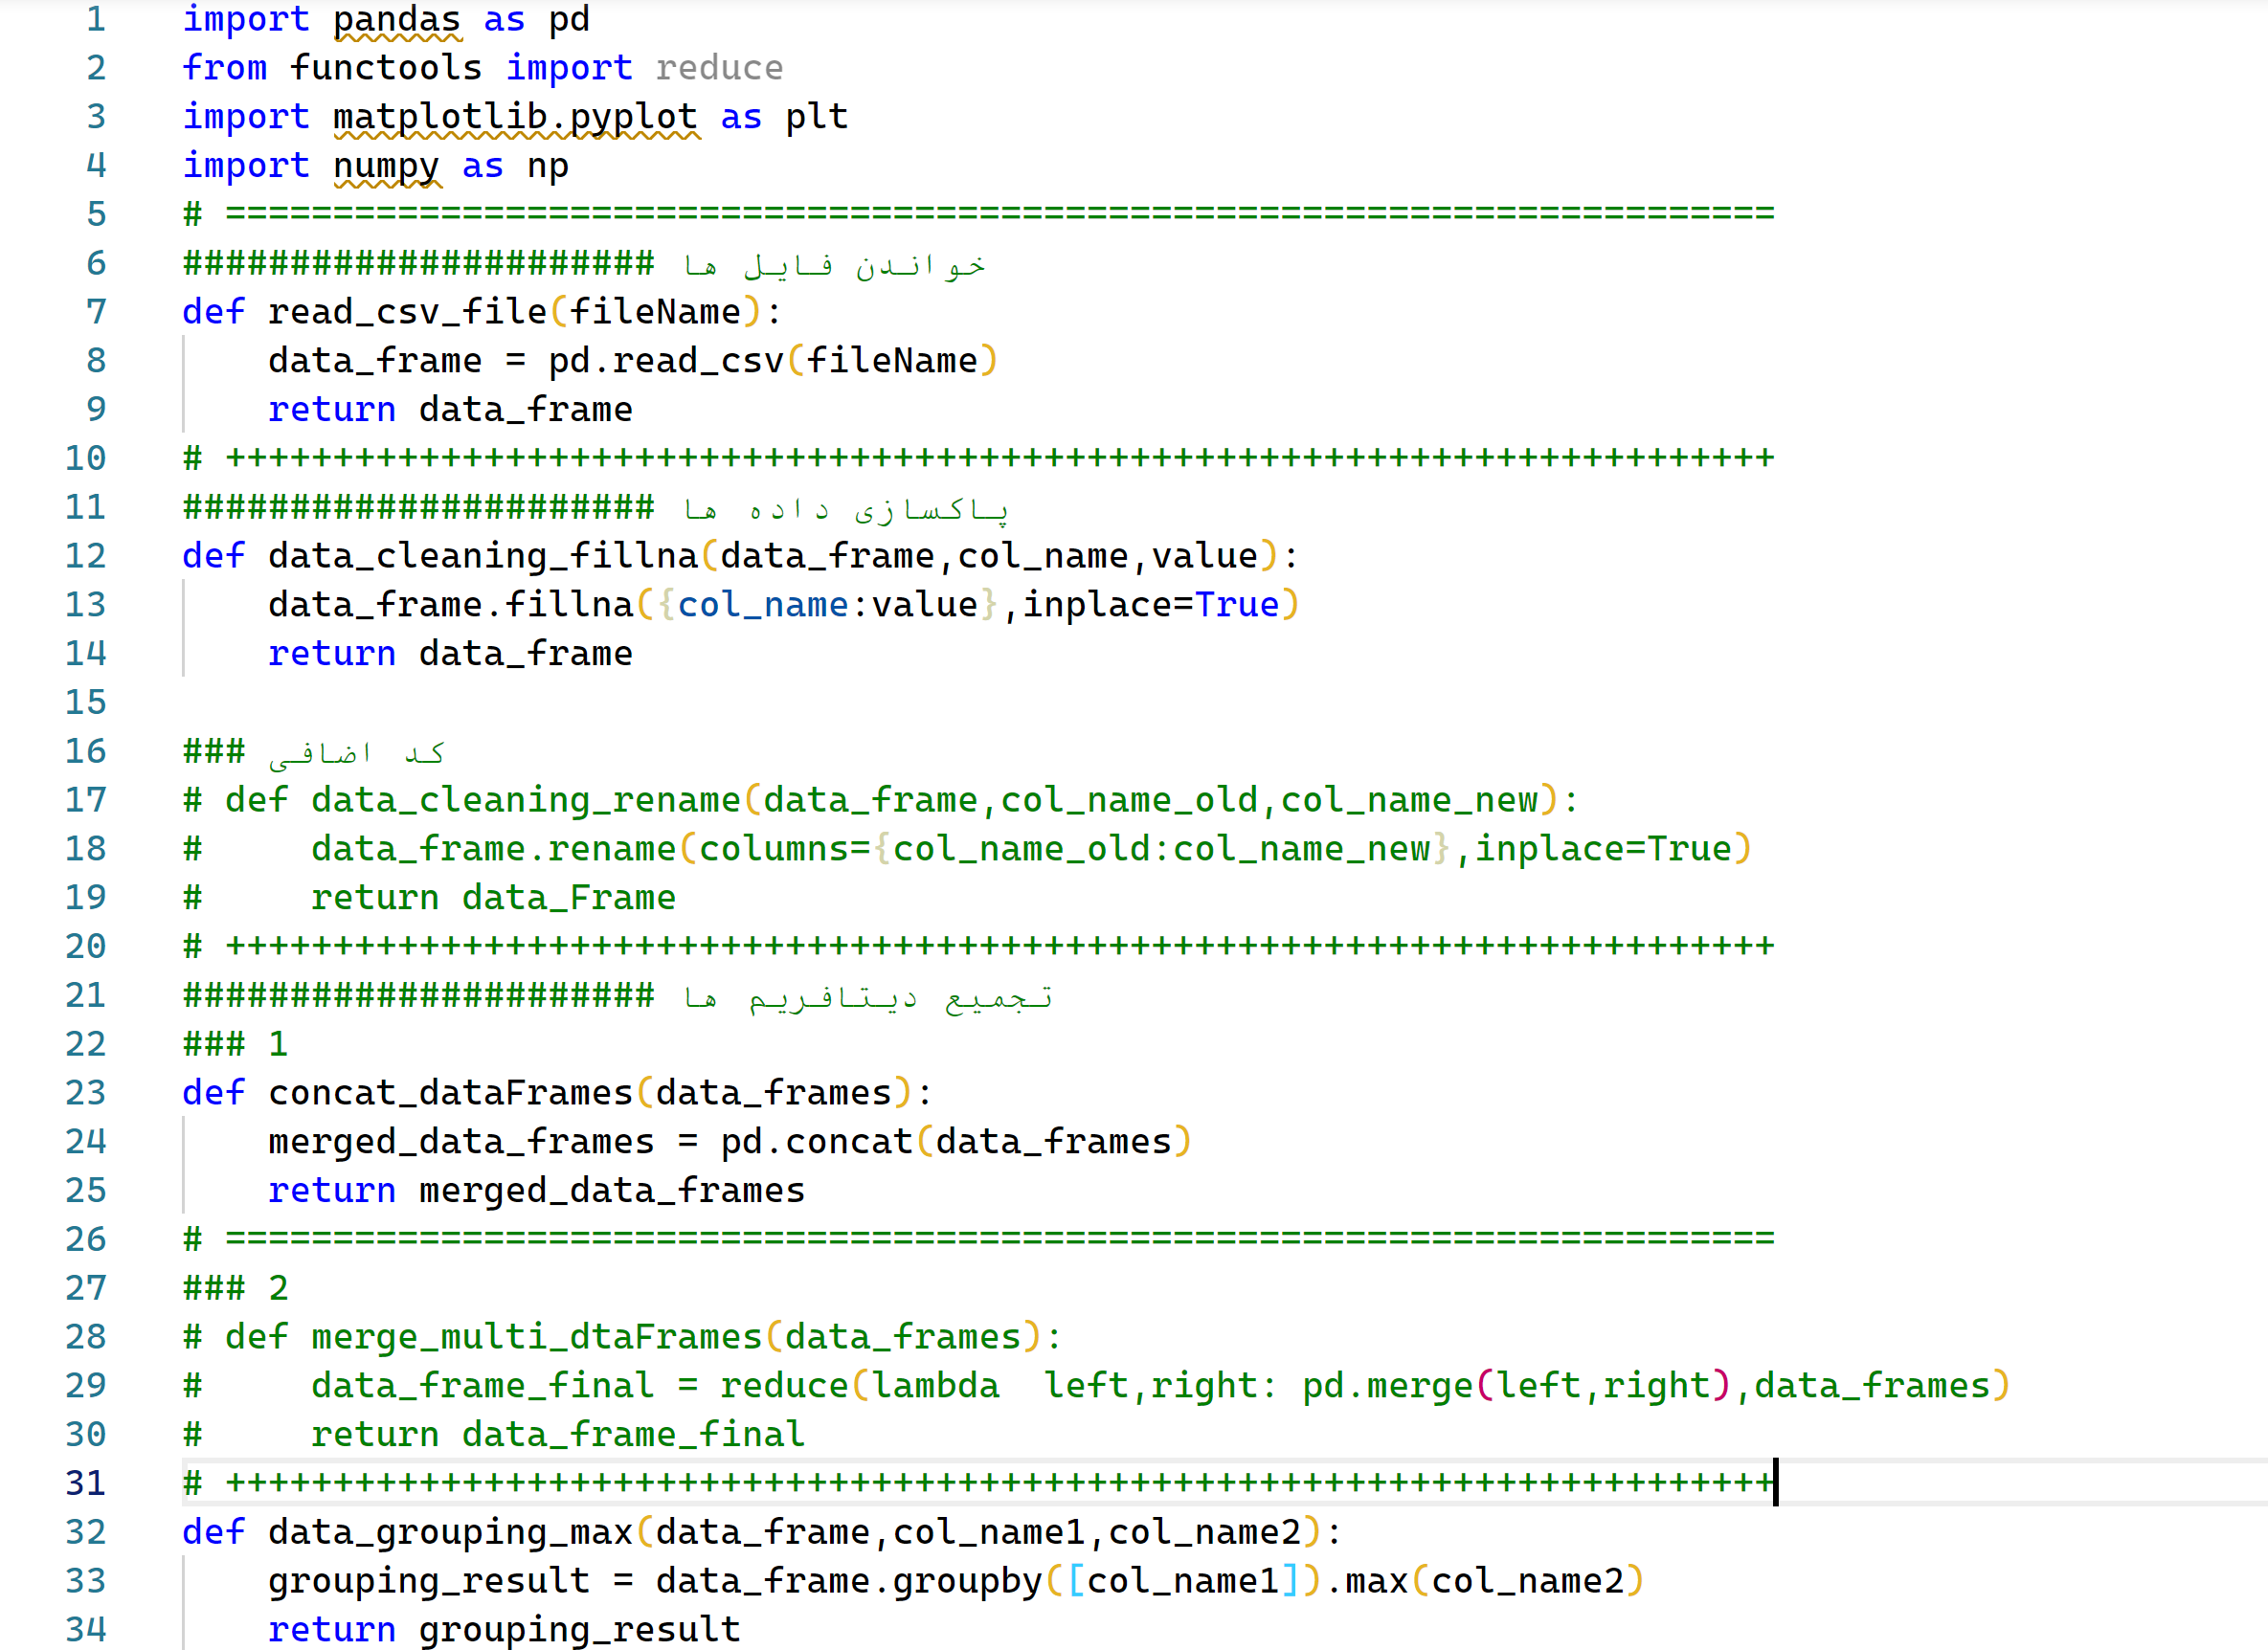 1 import pandas as pd
2 from functools import reduce
3 import matplotlib.pyplot as plt
4 import numpy as np
5 # ========================================================================
6 ###################### خواندن فایل ها
7 def read_csv_file(fileName):
8     data_frame = pd.read_csv(fileName)
9     return data_frame
10 # ++++++++++++++++++++++++++++++++++++++++++++++++++++++++++++++++++++++++
11 ###################### پاکسازی داده ها
12 def data_cleaning_fillna(data_frame,col_name,value):
13     data_frame.fillna({col_name:value},inplace=True)
14     return data_frame
15
16 ### کد اضافی
17 # def data_cleaning_rename(data_frame,col_name_old,col_name_new):
18 #     data_frame.rename(columns={col_name_old:col_name_new},inplace=True)
19 #     return data_Frame
20 # ++++++++++++++++++++++++++++++++++++++++++++++++++++++++++++++++++++++++
21 ###################### تجمیع دیتافریم ها
22 ### 1
23 def concat_dataFrames(data_frames):
24     merged_data_frames = pd.concat(data_frames)
25     return merged_data_frames
26 # ========================================================================
27 ### 2
28 # def merge_multi_dtaFrames(data_frames):
29 #     data_frame_final = reduce(lambda  left,right: pd.merge(left,right),data_frames)
30 #     return data_frame_final
31 # ++++++++++++++++++++++++++++++++++++++++++++++++++++++++++++++++++++++++
32 def data_grouping_max(data_frame,col_name1,col_name2):
33     grouping_result = data_frame.groupby([col_name1]).max(col_name2)
34     return grouping_result